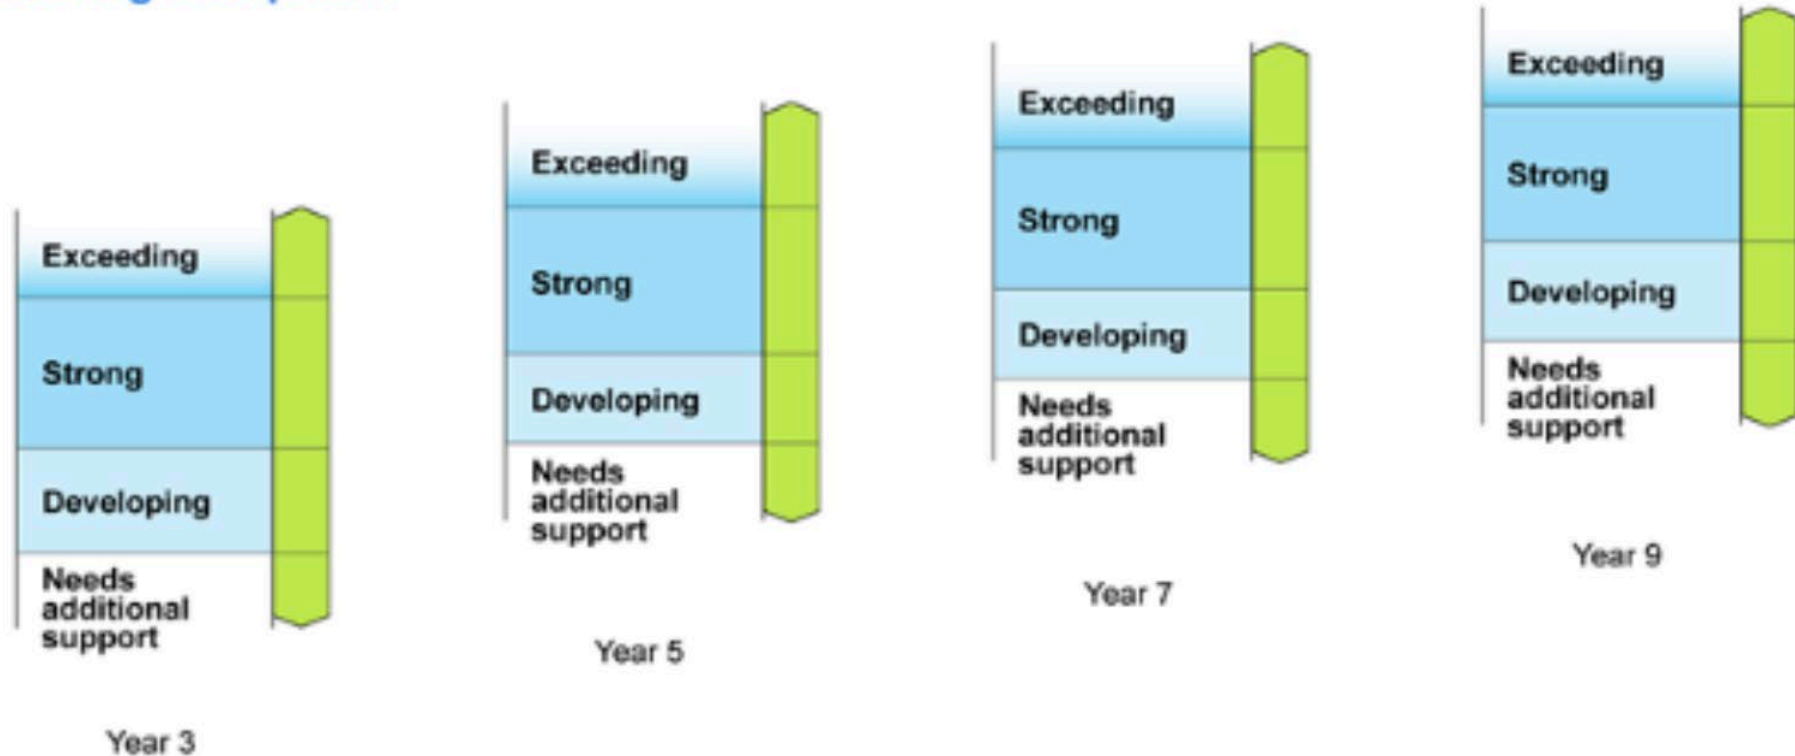 Exceeding
Strong
Developing
Needs
additional
support
Year 3
Exceeding
Strong
Developing
Needs
additional
support
Year 5
Exceeding
Strong
Developing
Needs
additional
support
Year 7
Exceeding
Strong
Developing
Needs
additional
support
Year 9